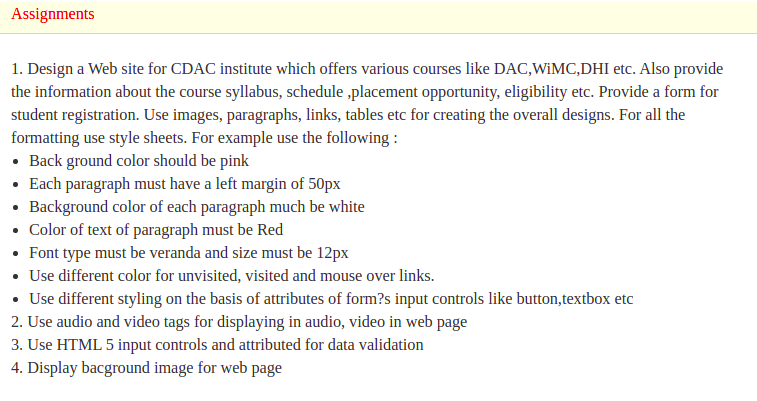 Assignments
1. Design a Web site for CDAC institute which offers various courses like DAC,WiMC,DHI etc. Also provide
the information about the course syllabus, schedule ,placement opportunity, eligibility etc. Provide a form for
student registration. Use images, paragraphs, links, tables etc for creating the overall designs. For all the
formatting use style sheets. For example use the following :
• Back ground color should be pink
• Each paragraph must have a left margin of 50px
• Background color of each paragraph much be white
• Color of text of paragraph must be Red
• Font type must be veranda and size must be 12px
• Use different color for unvisited, visited and mouse over links.
• Use different styling on the basis of attributes of form?s input controls like button,textbox etc
2. Use audio and video tags for displaying in audio, video in web page
3. Use HTML 5 input controls and attributed for data validation
4. Display bacground image for web page